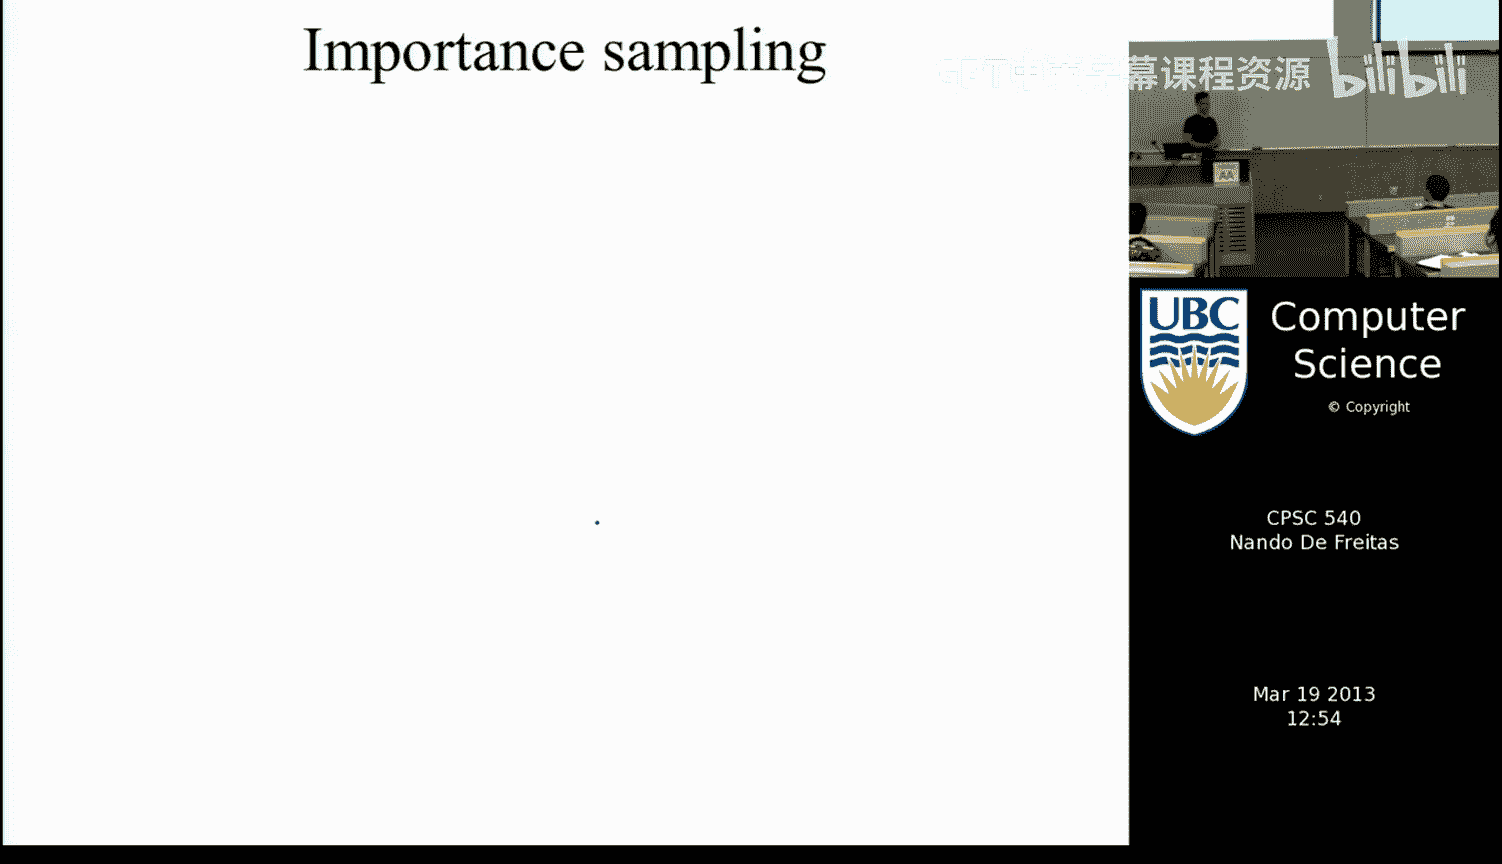 Importance sampling
幕课程资源 bilibili
UBC
Computer
Science
© Copyright
CPSC 540
Nando De Freitas
Mar 19 2013
12:54